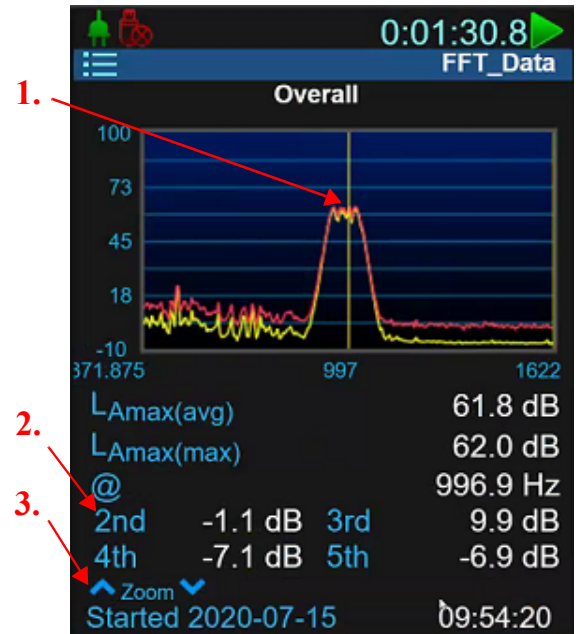 0:01:30.8
FFT_Data
1.
Overall
100
73
45
18
-10
371.875 997 1622
LAmax(avg) 61.8 dB
2.
LAmax(max) 62.0 dB
@ 996.9 Hz
3.
2nd -1.1 dB 3rd 9.9 dB
4th -7.1 dB 5th -6.9 dB
Zoom
Started 2020-07-15 09:54:20